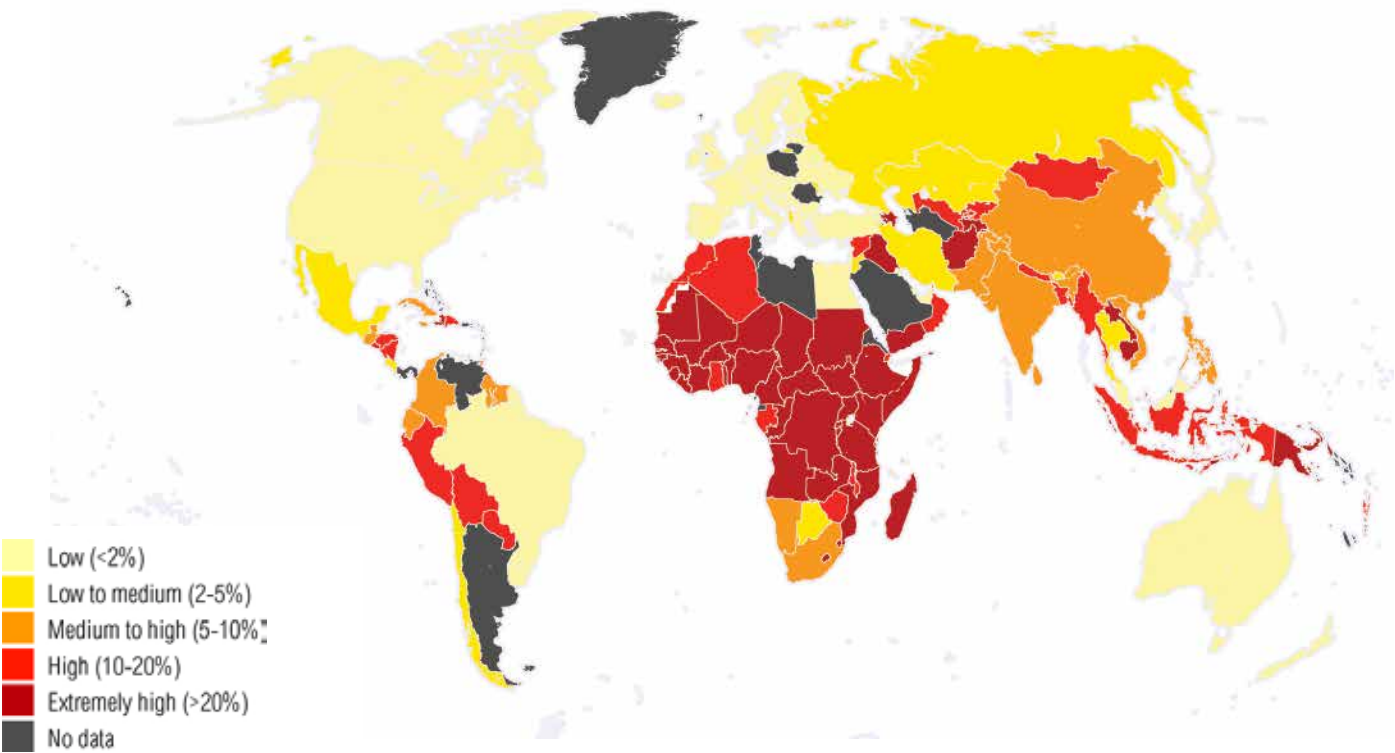 Low (<2%)
Low to medium (2-5%)
Medium to high (5-10%"
High (10-20%)
Extremely high (>20%)
No data